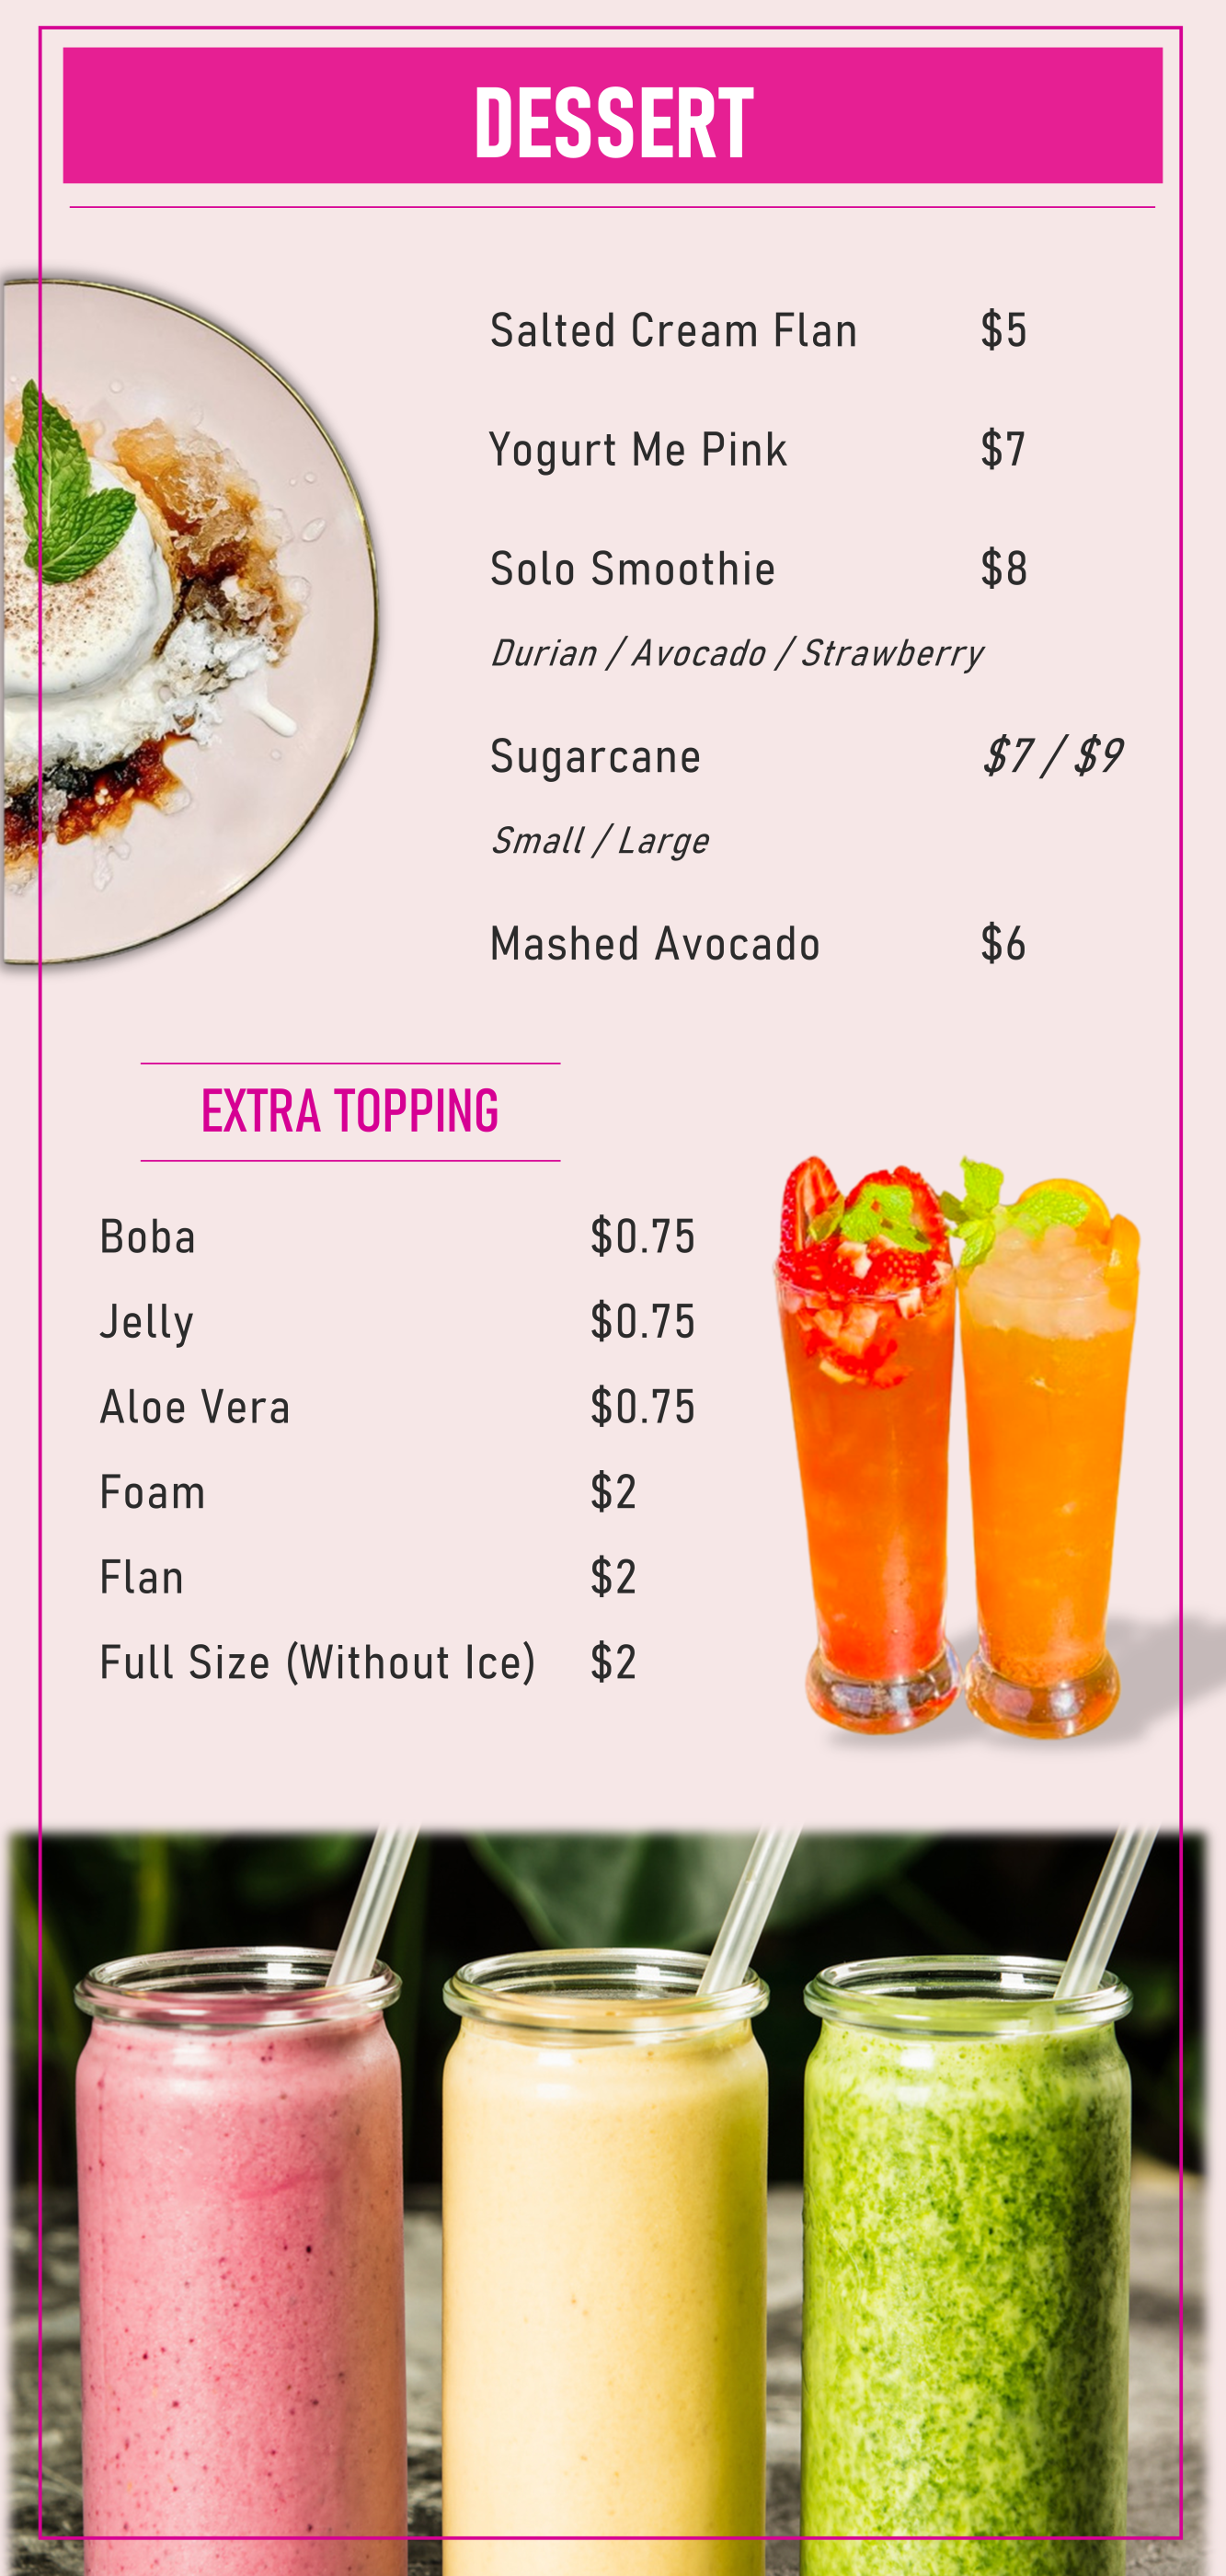 DESSERT
Salted Cream Flan $5
Yogurt Me Pink $7
Solo Smoothie $8
Durian / Avocado / Strawberry
Sugarcane $7 / $9
Small / Large
Mashed Avocado $6
EXTRA TOPPING
Boba $0.75
Jelly $0.75
Aloe Vera $0.75
Foam $2
Flan $2
Full Size (Without Ice) $2